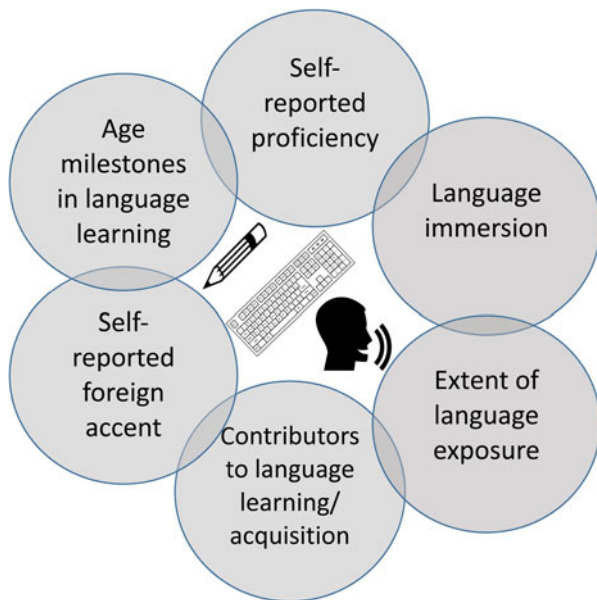 Self-
reported
proficiency
Language
immersion
Extent of
language
exposure
Contributors
to language
learning/
acquisition
Self-
reported
foreign
accent
Age
milestones
in language
learning